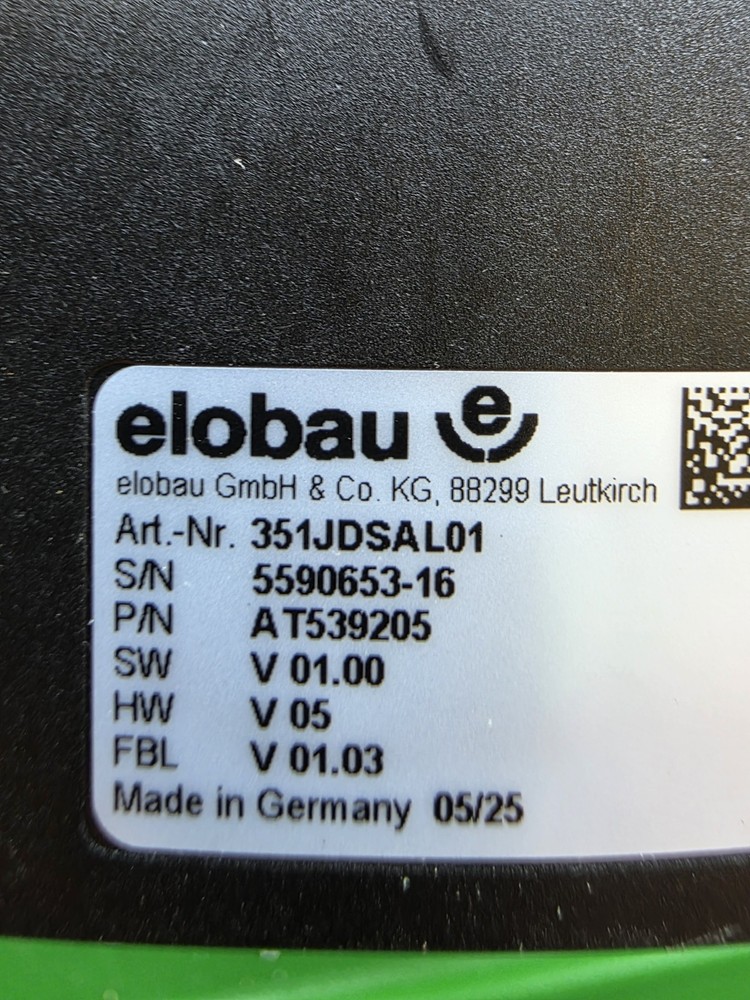 elobau e
elobau GmbH & Co. KG, 88299 Leutkirch
Art.-Nr. 351JDSAL01
S/N 5590653-16
P/N AT539205
SW V 01.00
HW V 05
FBL V 01.03
Made in Germany 05/25